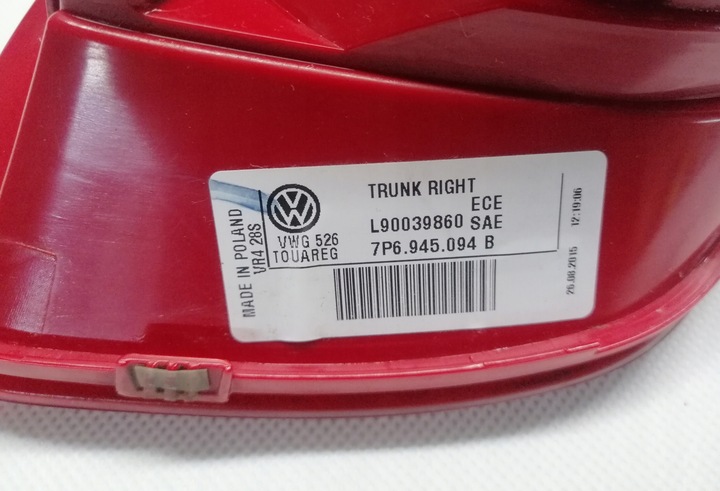 MADE IN POLAND
VR4 28S
VW
VWG 526
TOUAREG
TRUNK RIGHT
ECE
L90039860 SAE
7P6.945.094 B
26.08.2015 12:19:06